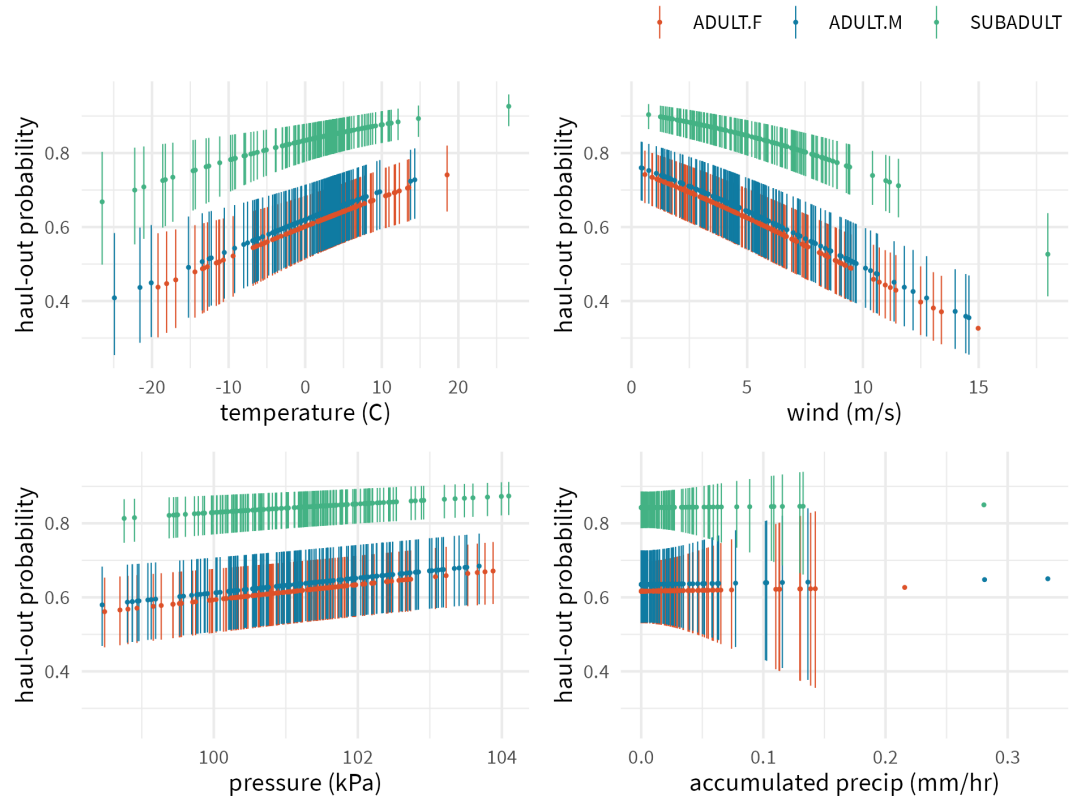 ADULT.F ADULT.M SUBADULT
haul-out probability
0.8
0.6
0.4
-20 -10 0 10 20
temperature (C)
haul-out probability
0.8
0.6
0.4
0 5 10 15
wind (m/s)
haul-out probability
0.8
0.6
0.4
100 102 104
pressure (kPa)
haul-out probability
0.8
0.6
0.4
0.0 0.1 0.2 0.3
accumulated precip (mm/hr)